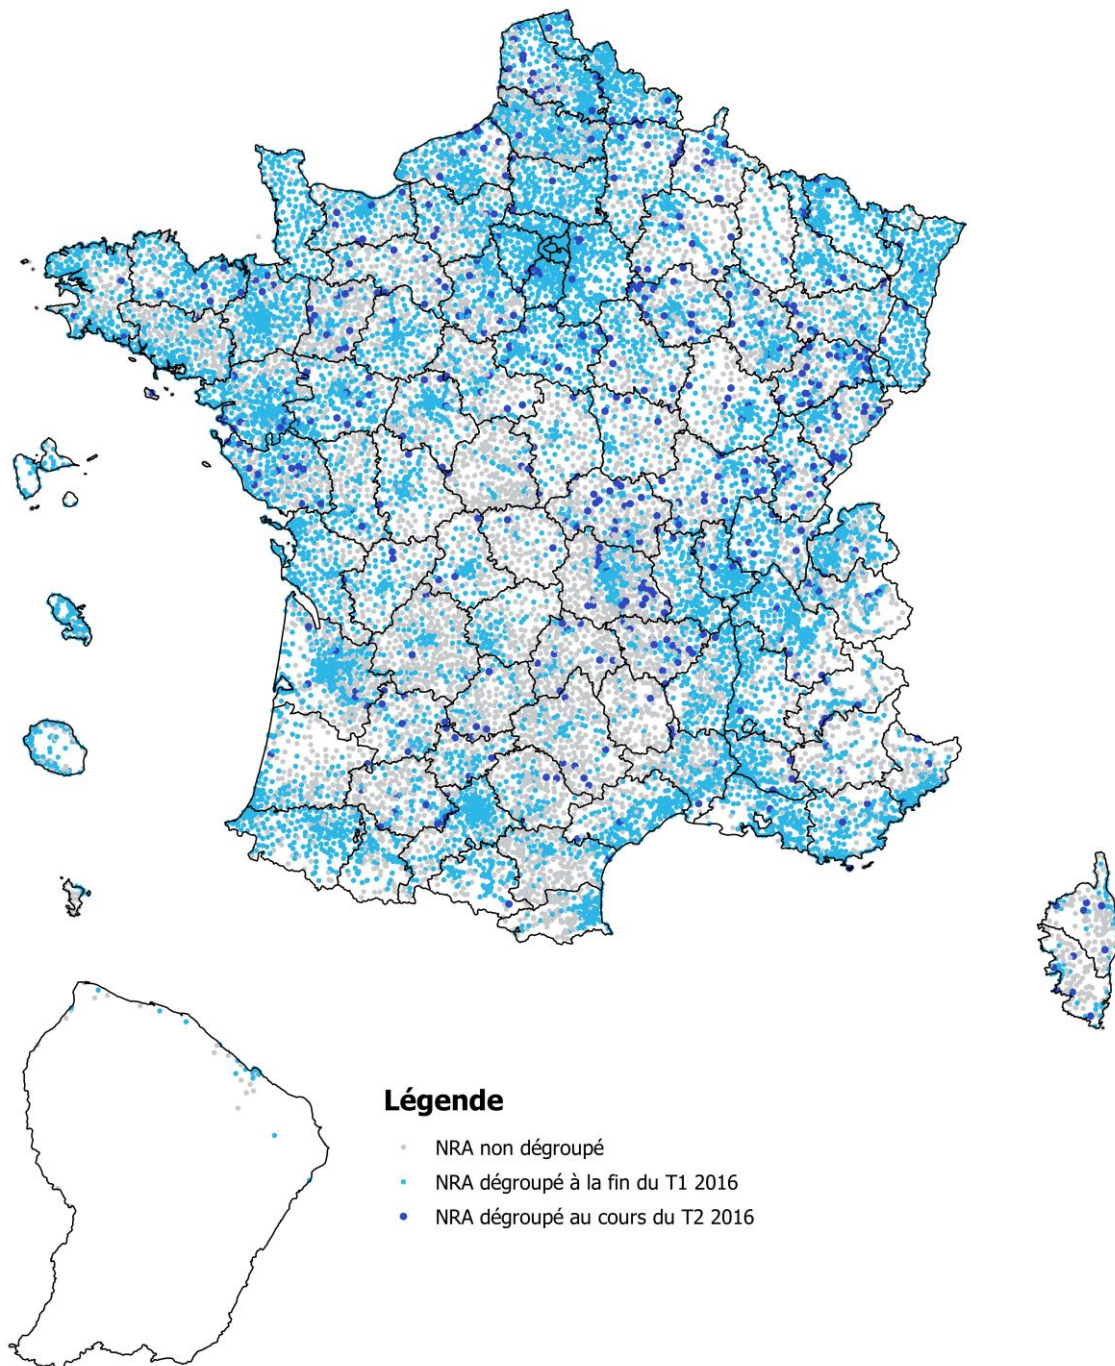 Légende
NRA non dégroupé
NRA dégroupé à la fin du T1 2016
NRA dégroupé au cours du T2 2016